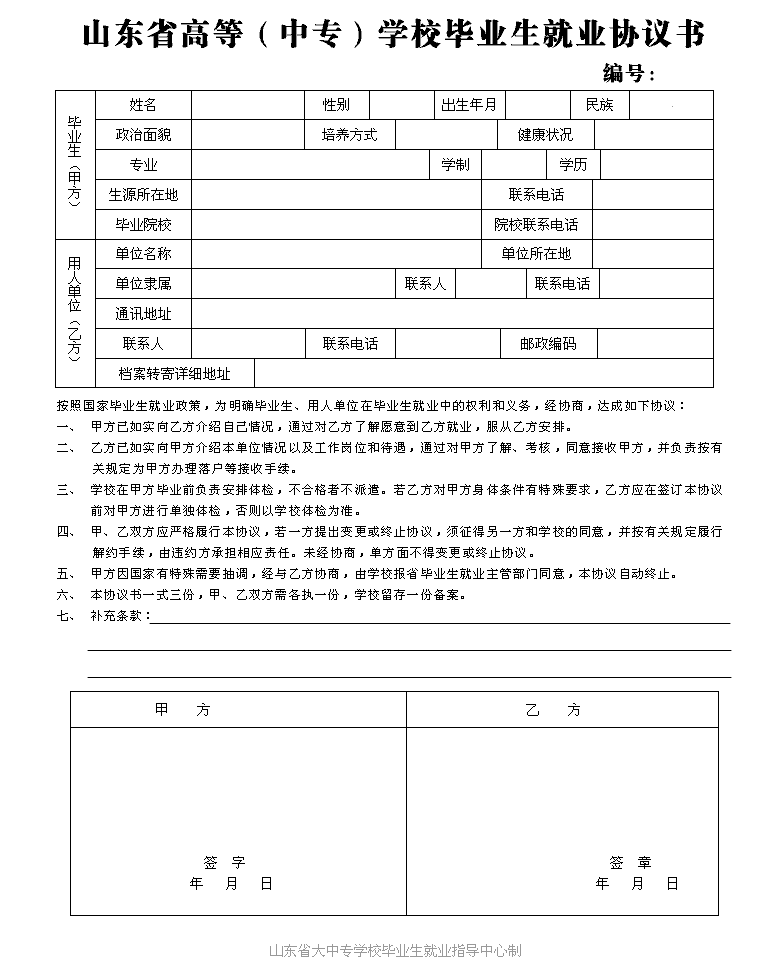 山东省高等（中专）学校毕业生就业协议书
编号：
毕业生（甲方）
姓名 性别 出生年月 民族
政治面貌 培养方式 健康状况
专业 学制 学历
生源所在地 联系电话
毕业院校 院校联系电话
用人单位（乙方）
单位名称 单位所在地
单位隶属 联系人 联系电话
通讯地址
联系人 联系电话 邮政编码
档案转寄详细地址
按照国家毕业生就业政策，为明确毕业生、用人单位在毕业生就业中的权利和义务，经协商，达成如下协议：
一、 甲方已如实向乙方介绍自己情况，通过对乙方了解愿意到乙方就业，服从乙方安排。
二、 乙方已如实向甲方介绍本单位情况以及工作岗位和待遇，通过对甲方了解、考核，同意接收甲方，并负责按有
关规定为甲方办理落户等接收手续。
三、 学校在甲方毕业前负责安排体检，不合格者不派遣。若乙方对甲方身体条件有特殊要求，乙方应在签订本协议
前对甲方进行单独体检，否则以学校体检为准。
四、 甲、乙双方应严格履行本协议，若一方提出变更或终止协议，须征得另一方和学校的同意，并按有关规定履行
解约手续，由违约方承担相应责任。未经协商，单方面不得变更或终止协议。
五、 甲方因国家有特殊需要抽调，经与乙方协商，由学校报省毕业生就业主管部门同意，本协议自动终止。
六、 本协议书一式三份，甲、乙双方需各执一份，学校留存一份备案。
七、 补充条款：
甲 方 乙 方
签 字 签 章
年 月 日 年 月 日
山东省大中专学校毕业生就业指导中心制